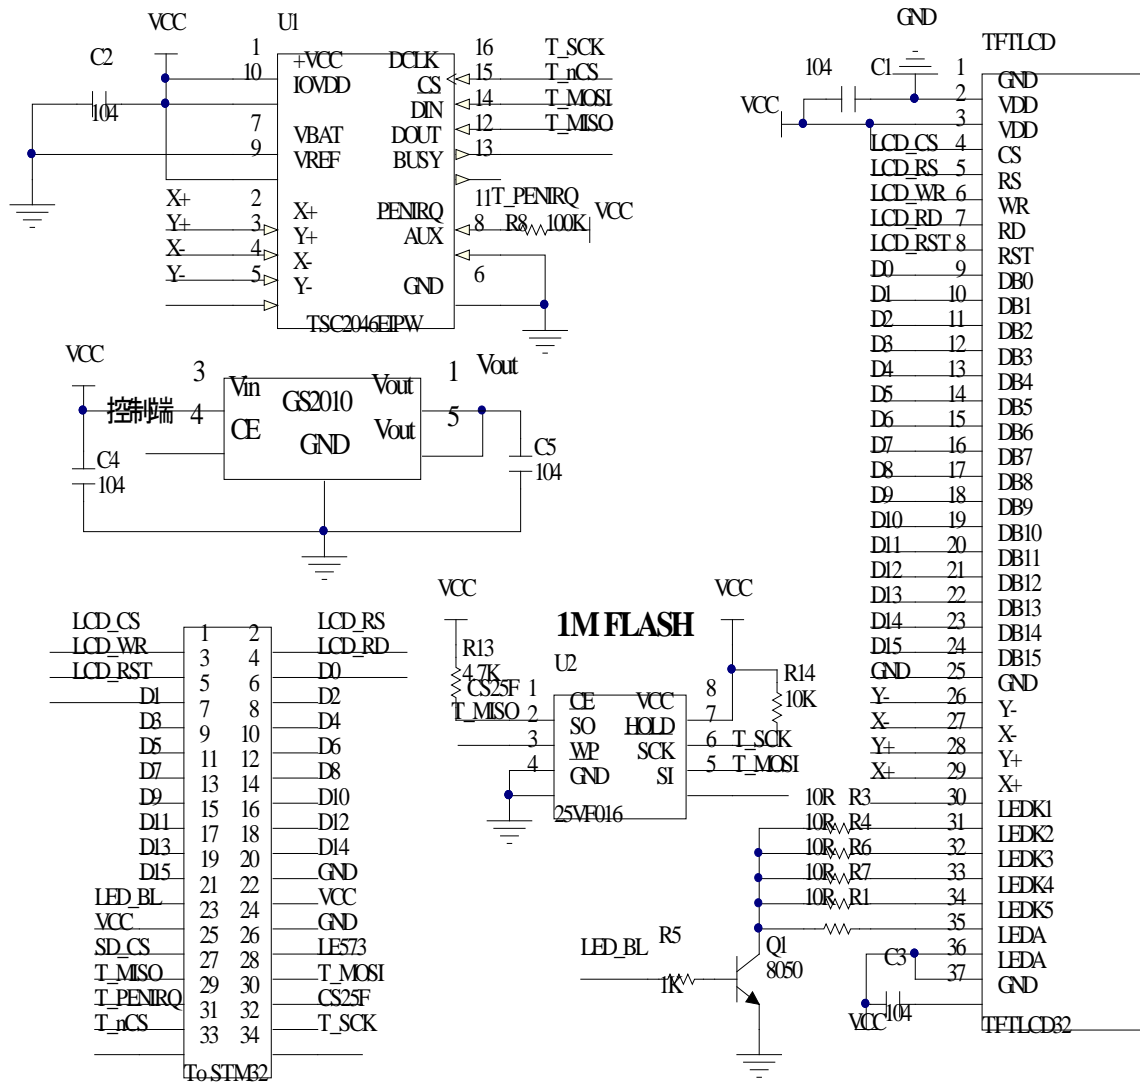 VCC
U1
C2
104
1
10
7
9
2
3
4
5
+VCC
IOVDD
VBAT
VREF
X+
Y+
X-
Y-
DCLK
CS
DIN
DOUT
BUSY
PENIRQ
AUX
GND
16
15
14
12
13
11
8
6
T_SCK
T_nCS
T_MOSI
T_MISO
T_PENIRQ
R8
100K
VCC
X+
Y+
X-
Y-
TSC2046EIPW
VCC
控制端
3
4
Vin
CE
GS2010
GND
Vout
Vout
1
5
Vout
C4
104
C5
104
LCD_CS 1 2 LCD_RS
LCD_WR 3 4 LCD_RD
LCD_RST 5 6 D0
D1 7 8 D2
D3 9 10 D4
D5 11 12 D6
D7 13 14 D8
D9 15 16 D10
D11 17 18 D12
D13 19 20 D14
D15 21 22 GND
LED_BL 23 24 VCC
VCC 25 26 GND
SD_CS 27 28 LE573
T_MISO 29 30 T_MOSI
T_PENIRQ 31 32 CS25F
T_nCS 33 34 T_SCK
To STM32
VCC
VCC
1M FLASH
R13
4.7K
U2
R14
10K
CS25F 1 CE VCC 8
T_MISO 2 SO HOLD 7
3 WP SCK 6 T_SCK
4 GND SI 5 T_MOSI
25VF016
LED_BL
R5
1K
Q1
8050
10R R3
10R R4
10R R6
10R R7
10R R1
GND
TFTLCD
104
C1
VCC
1 GND
2 VDD
3 VDD
LCD_CS 4 CS
LCD_RS 5 RS
LCD_WR 6 WR
LCD_RD 7 RD
LCD_RST 8 RST
D0 9 DB0
D1 10 DB1
D2 11 DB2
D3 12 DB3
D4 13 DB4
D5 14 DB5
D6 15 DB6
D7 16 DB7
D8 17 DB8
D9 18 DB9
D10 19 DB10
D11 20 DB11
D12 21 DB12
D13 22 DB13
D14 23 DB14
D15 24 DB15
GND 25 GND
Y- 26 Y-
X- 27 X-
Y+ 28 Y+
X+ 29 X+
30 LEDK1
31 LEDK2
32 LEDK3
33 LEDK4
34 LEDK5
35 LEDA
36 LEDA
37 GND
C3
VCC
104
TFTLCD32